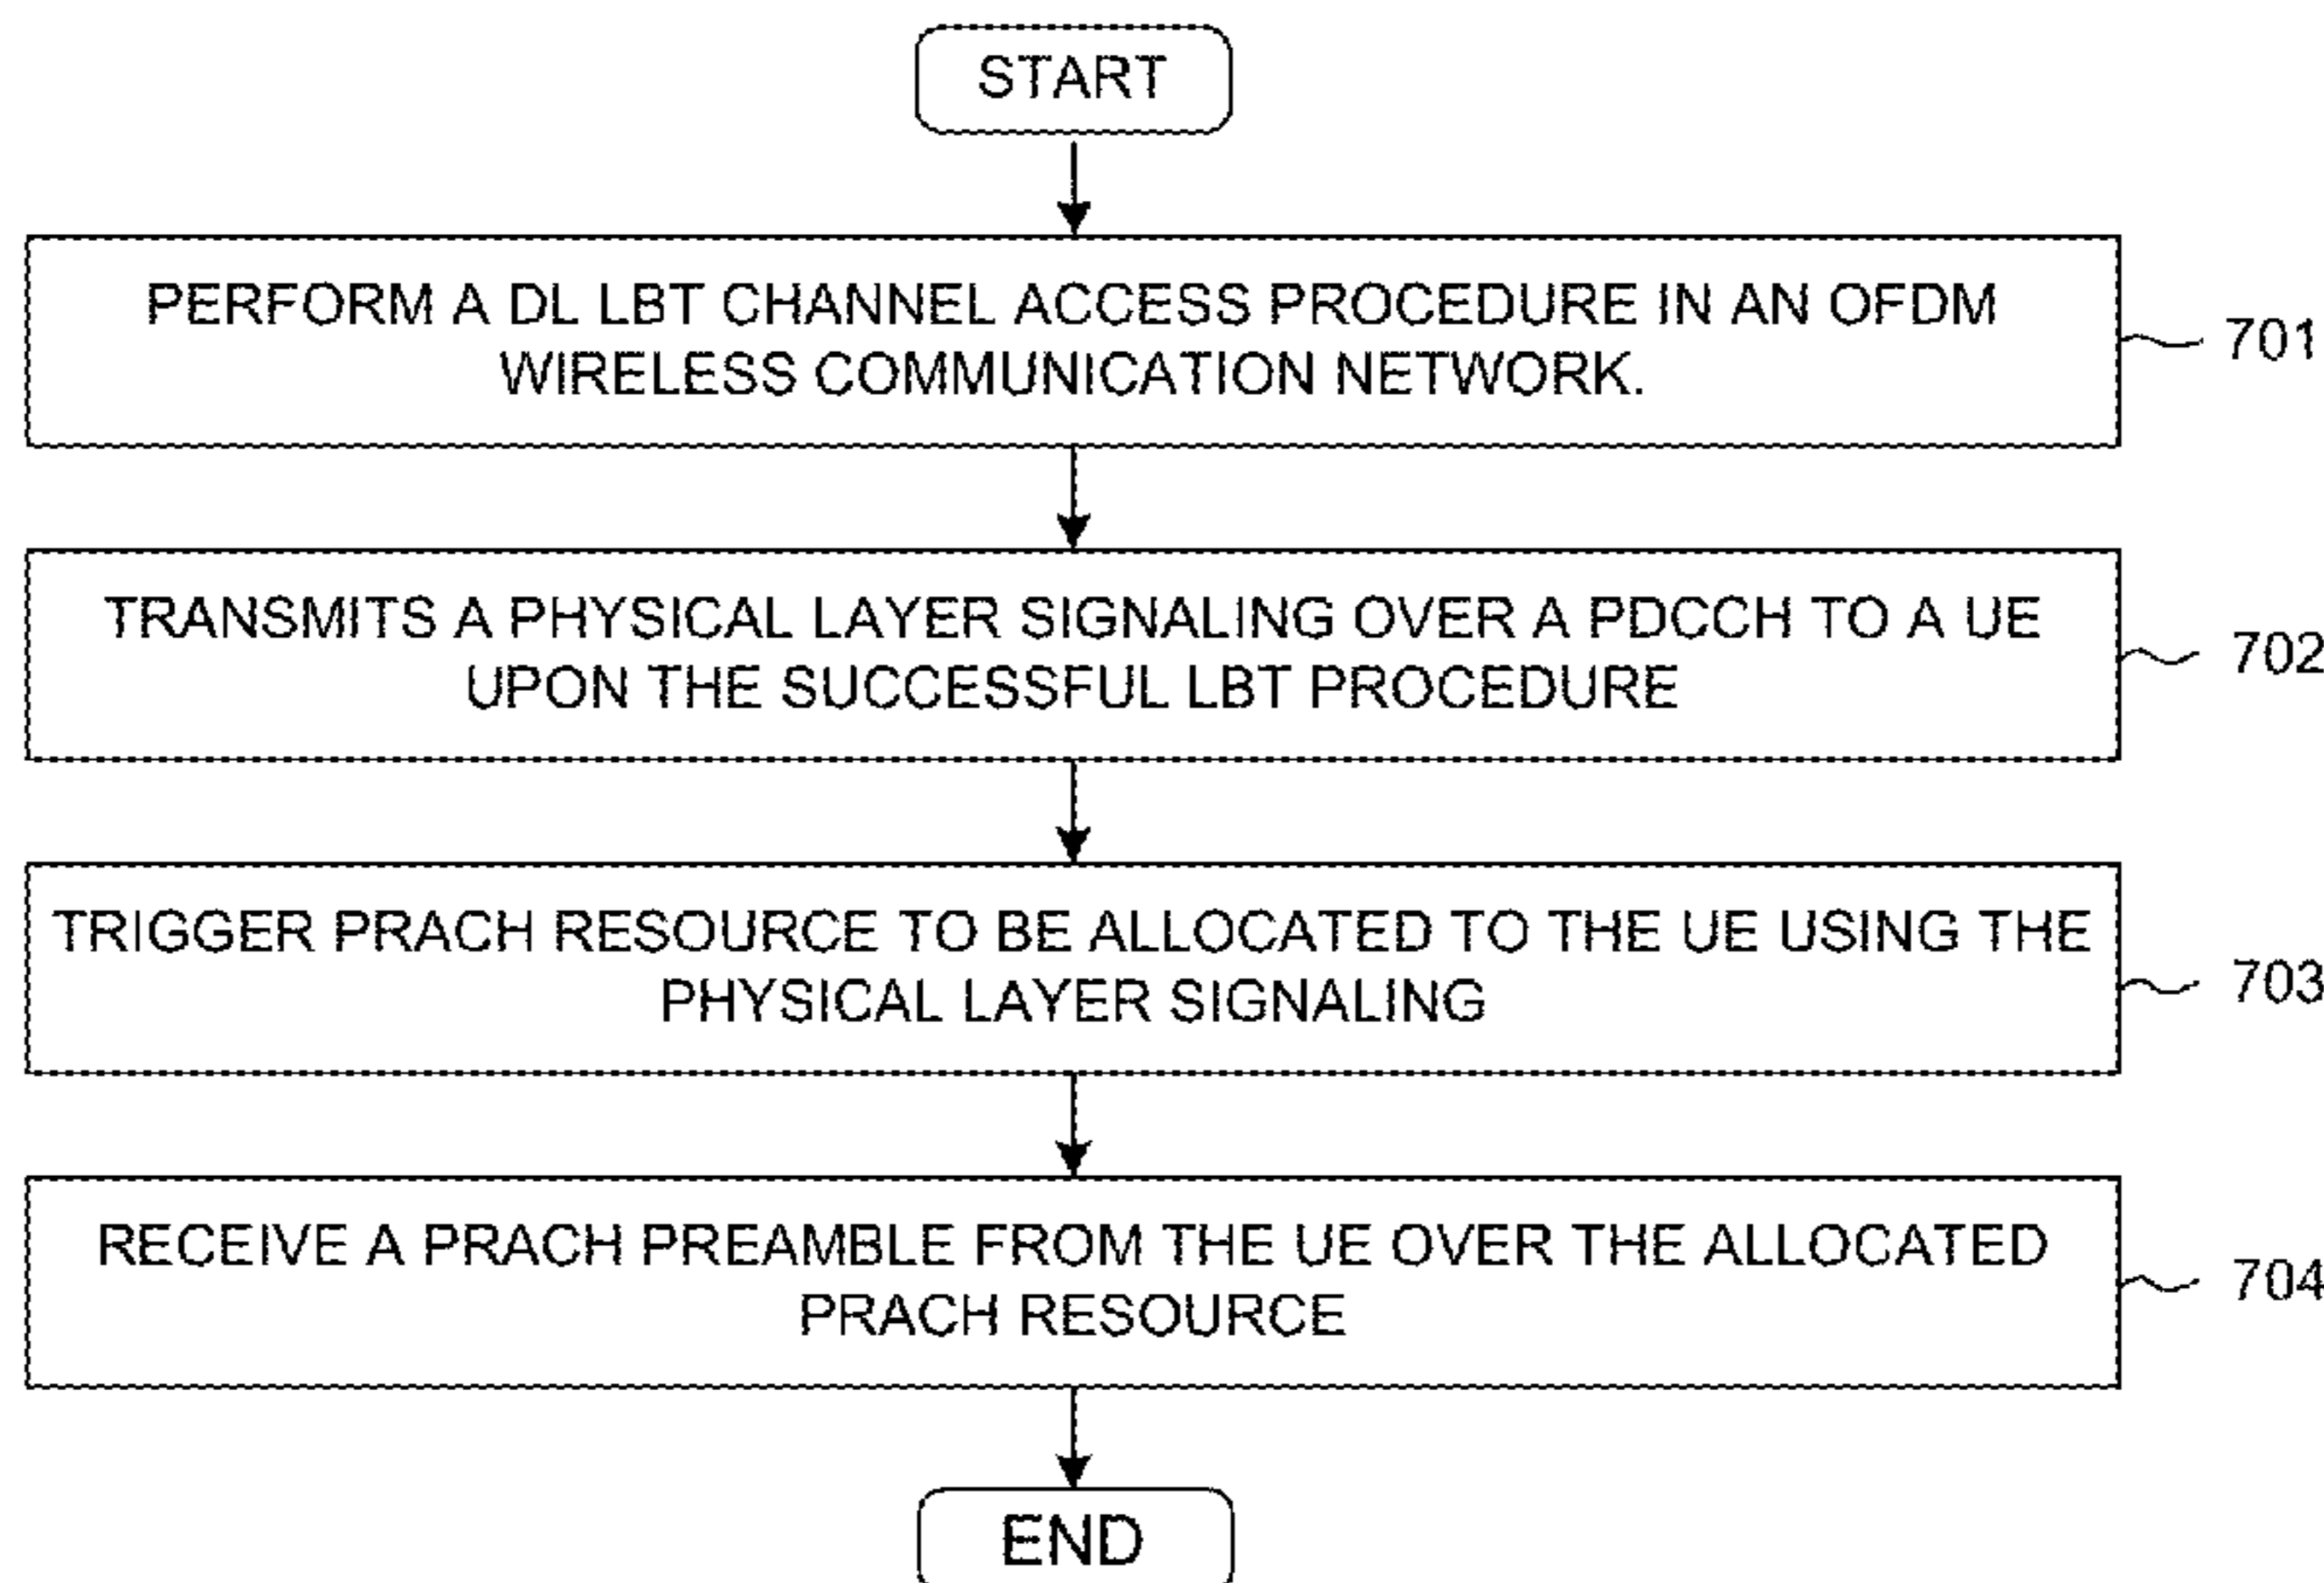 START
PERFORM A DL LBT CHANNEL ACCESS PROCEDURE IN AN OFDM
WIRELESS COMMUNICATION NETWORK.
701
TRANSMITS A PHYSICAL LAYER SIGNALING OVER A PDCCH TO A UE
UPON THE SUCCESSFUL LBT PROCEDURE
702
TRIGGER PRACH RESOURCE TO BE ALLOCATED TO THE UE USING THE
PHYSICAL LAYER SIGNALING
703
RECEIVE A PRACH PREAMBLE FROM THE UE OVER THE ALLOCATED
PRACH RESOURCE
704
END